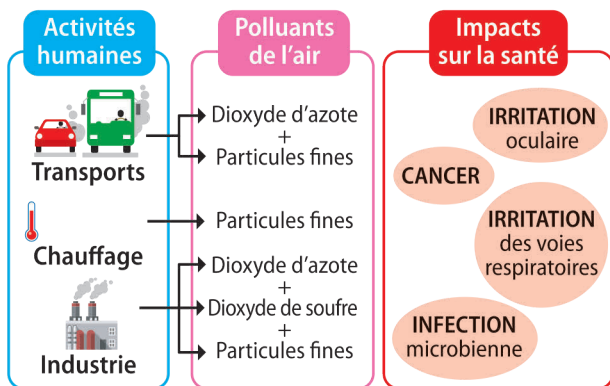 Activités
humaines
Transports
Chauffage
Industrie
Polluants
de l'air
Dioxyde d'azote
+
Particules fines
Particules fines
Dioxyde d'azote
+
Dioxyde de soufre
+
Particules fines
Impacts
sur la santé
IRRITATION
oculaire
CANCER
IRRITATION
des voies
respiratoires
INFECTION
microbienne